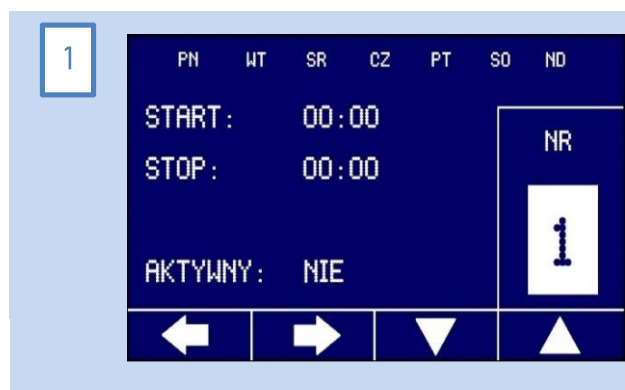 1
PN WT SR CZ PT SO ND
START: 00:00
NR
STOP: 00:00
1
AKTYWNY: NIE